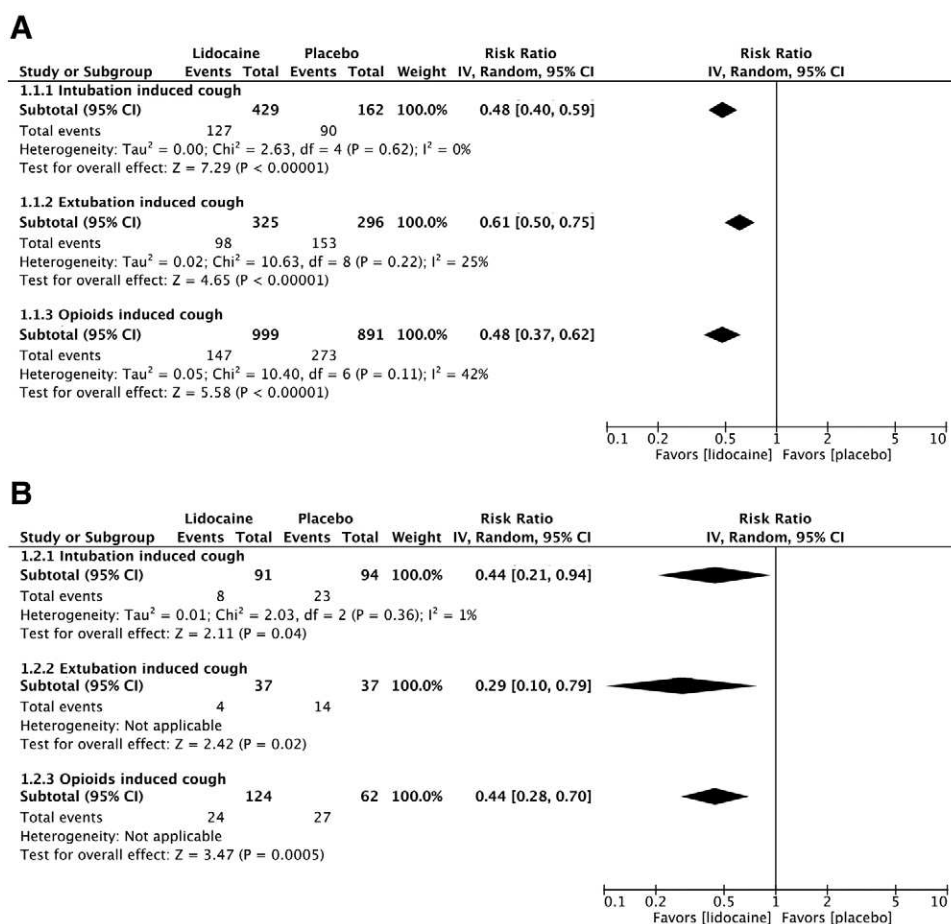 A
Lidocaine Placebo Risk Ratio Risk Ratio
Study or Subgroup Events Total Events Total Weight IV, Random, 95% CI IV, Random, 95% CI
1.1.1 Intubation induced cough
Subtotal (95% CI) 429 162 100.0% 0.48 [0.40, 0.59]
Total events 127 90
Heterogeneity: Tau² = 0.00; Chi² = 2.63, df = 4 (P = 0.62); I² = 0%
Test for overall effect: Z = 7.29 (P < 0.00001)
1.1.2 Extubation induced cough
Subtotal (95% CI) 325 296 100.0% 0.61 [0.50, 0.75]
Total events 98 153
Heterogeneity: Tau² = 0.02; Chi² = 10.63, df = 8 (P = 0.22); I² = 25%
Test for overall effect: Z = 4.65 (P < 0.00001)
1.1.3 Opioids induced cough
Subtotal (95% CI) 999 891 100.0% 0.48 [0.37, 0.62]
Total events 147 273
Heterogeneity: Tau² = 0.05; Chi² = 10.40, df = 6 (P = 0.11); I² = 42%
Test for overall effect: Z = 5.58 (P < 0.00001)
0.1 0.2 0.5 1 2 5 10
Favors [lidocaine] Favors [placebo]
B
Lidocaine Placebo Risk Ratio Risk Ratio
Study or Subgroup Events Total Events Total Weight IV, Random, 95% CI IV, Random, 95% CI
1.2.1 Intubation induced cough
Subtotal (95% CI) 91 94 100.0% 0.44 [0.21, 0.94]
Total events 8 23
Heterogeneity: Tau² = 0.01; Chi² = 2.03, df = 2 (P = 0.36); I² = 1%
Test for overall effect: Z = 2.11 (P = 0.04)
1.2.2 Extubation induced cough
Subtotal (95% CI) 37 37 100.0% 0.29 [0.10, 0.79]
Total events 4 14
Heterogeneity: Not applicable
Test for overall effect: Z = 2.42 (P = 0.02)
1.2.3 Opioids induced cough
Subtotal (95% CI) 124 62 100.0% 0.44 [0.28, 0.70]
Total events 24 27
Heterogeneity: Not applicable
Test for overall effect: Z = 3.47 (P = 0.0005)
0.1 0.2 0.5 1 2 5 10
Favors [lidocaine] Favors [placebo]